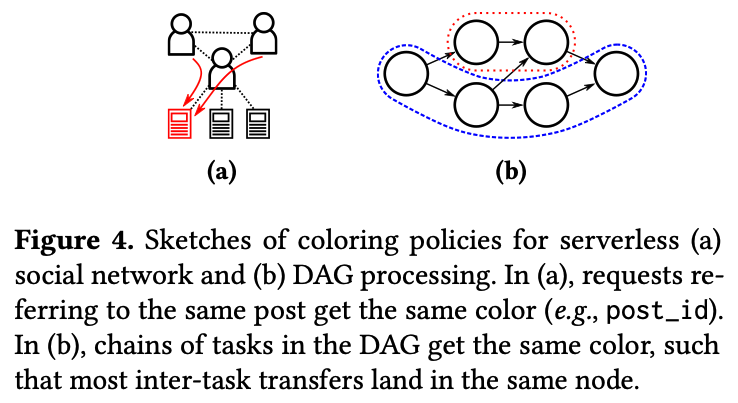 (a)
(b)
Figure 4. Sketches of coloring policies for serverless (a)
social network and (b) DAG processing. In (a), requests re-
ferring to the same post get the same color (e.g., post_id).
In (b), chains of tasks in the DAG get the same color, such
that most inter-task transfers land in the same node.